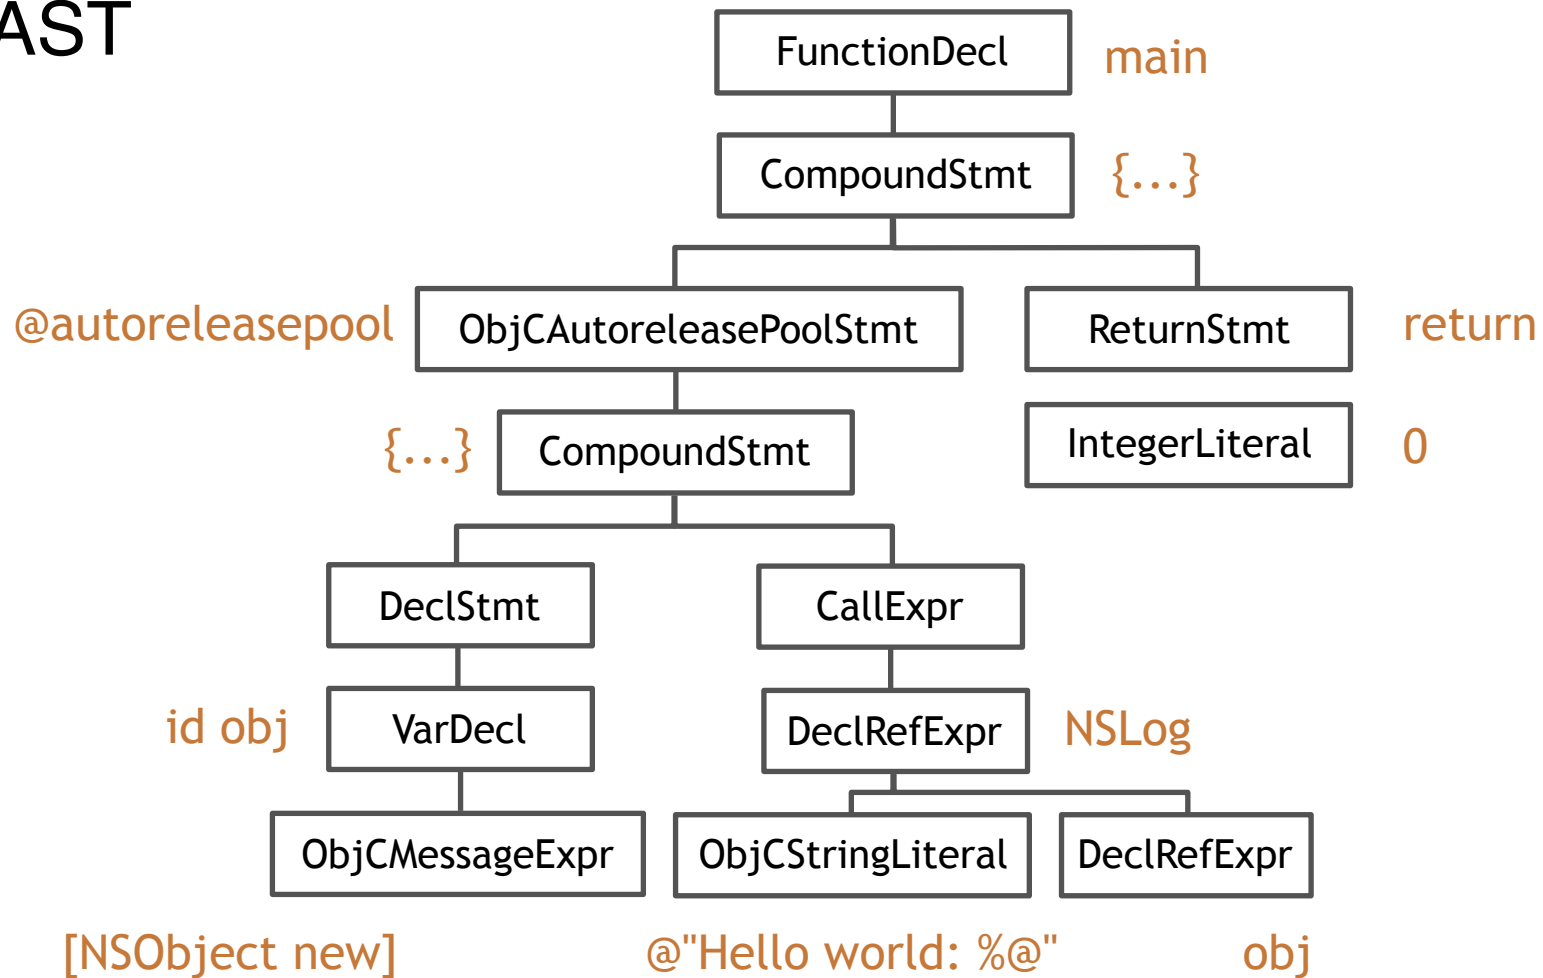 AST
FunctionDecl main
CompoundStmt {...}
@autoreleasepool ObjCAutoreleasePoolStmt ReturnStmt return
{...} CompoundStmt IntegerLiteral 0
DeclStmt CallExpr
id obj VarDecl DeclRefExpr NSLog
ObjCMessageExpr ObjCStringLiteral DeclRefExpr
[NSObject new] @"Hello world: %@" obj